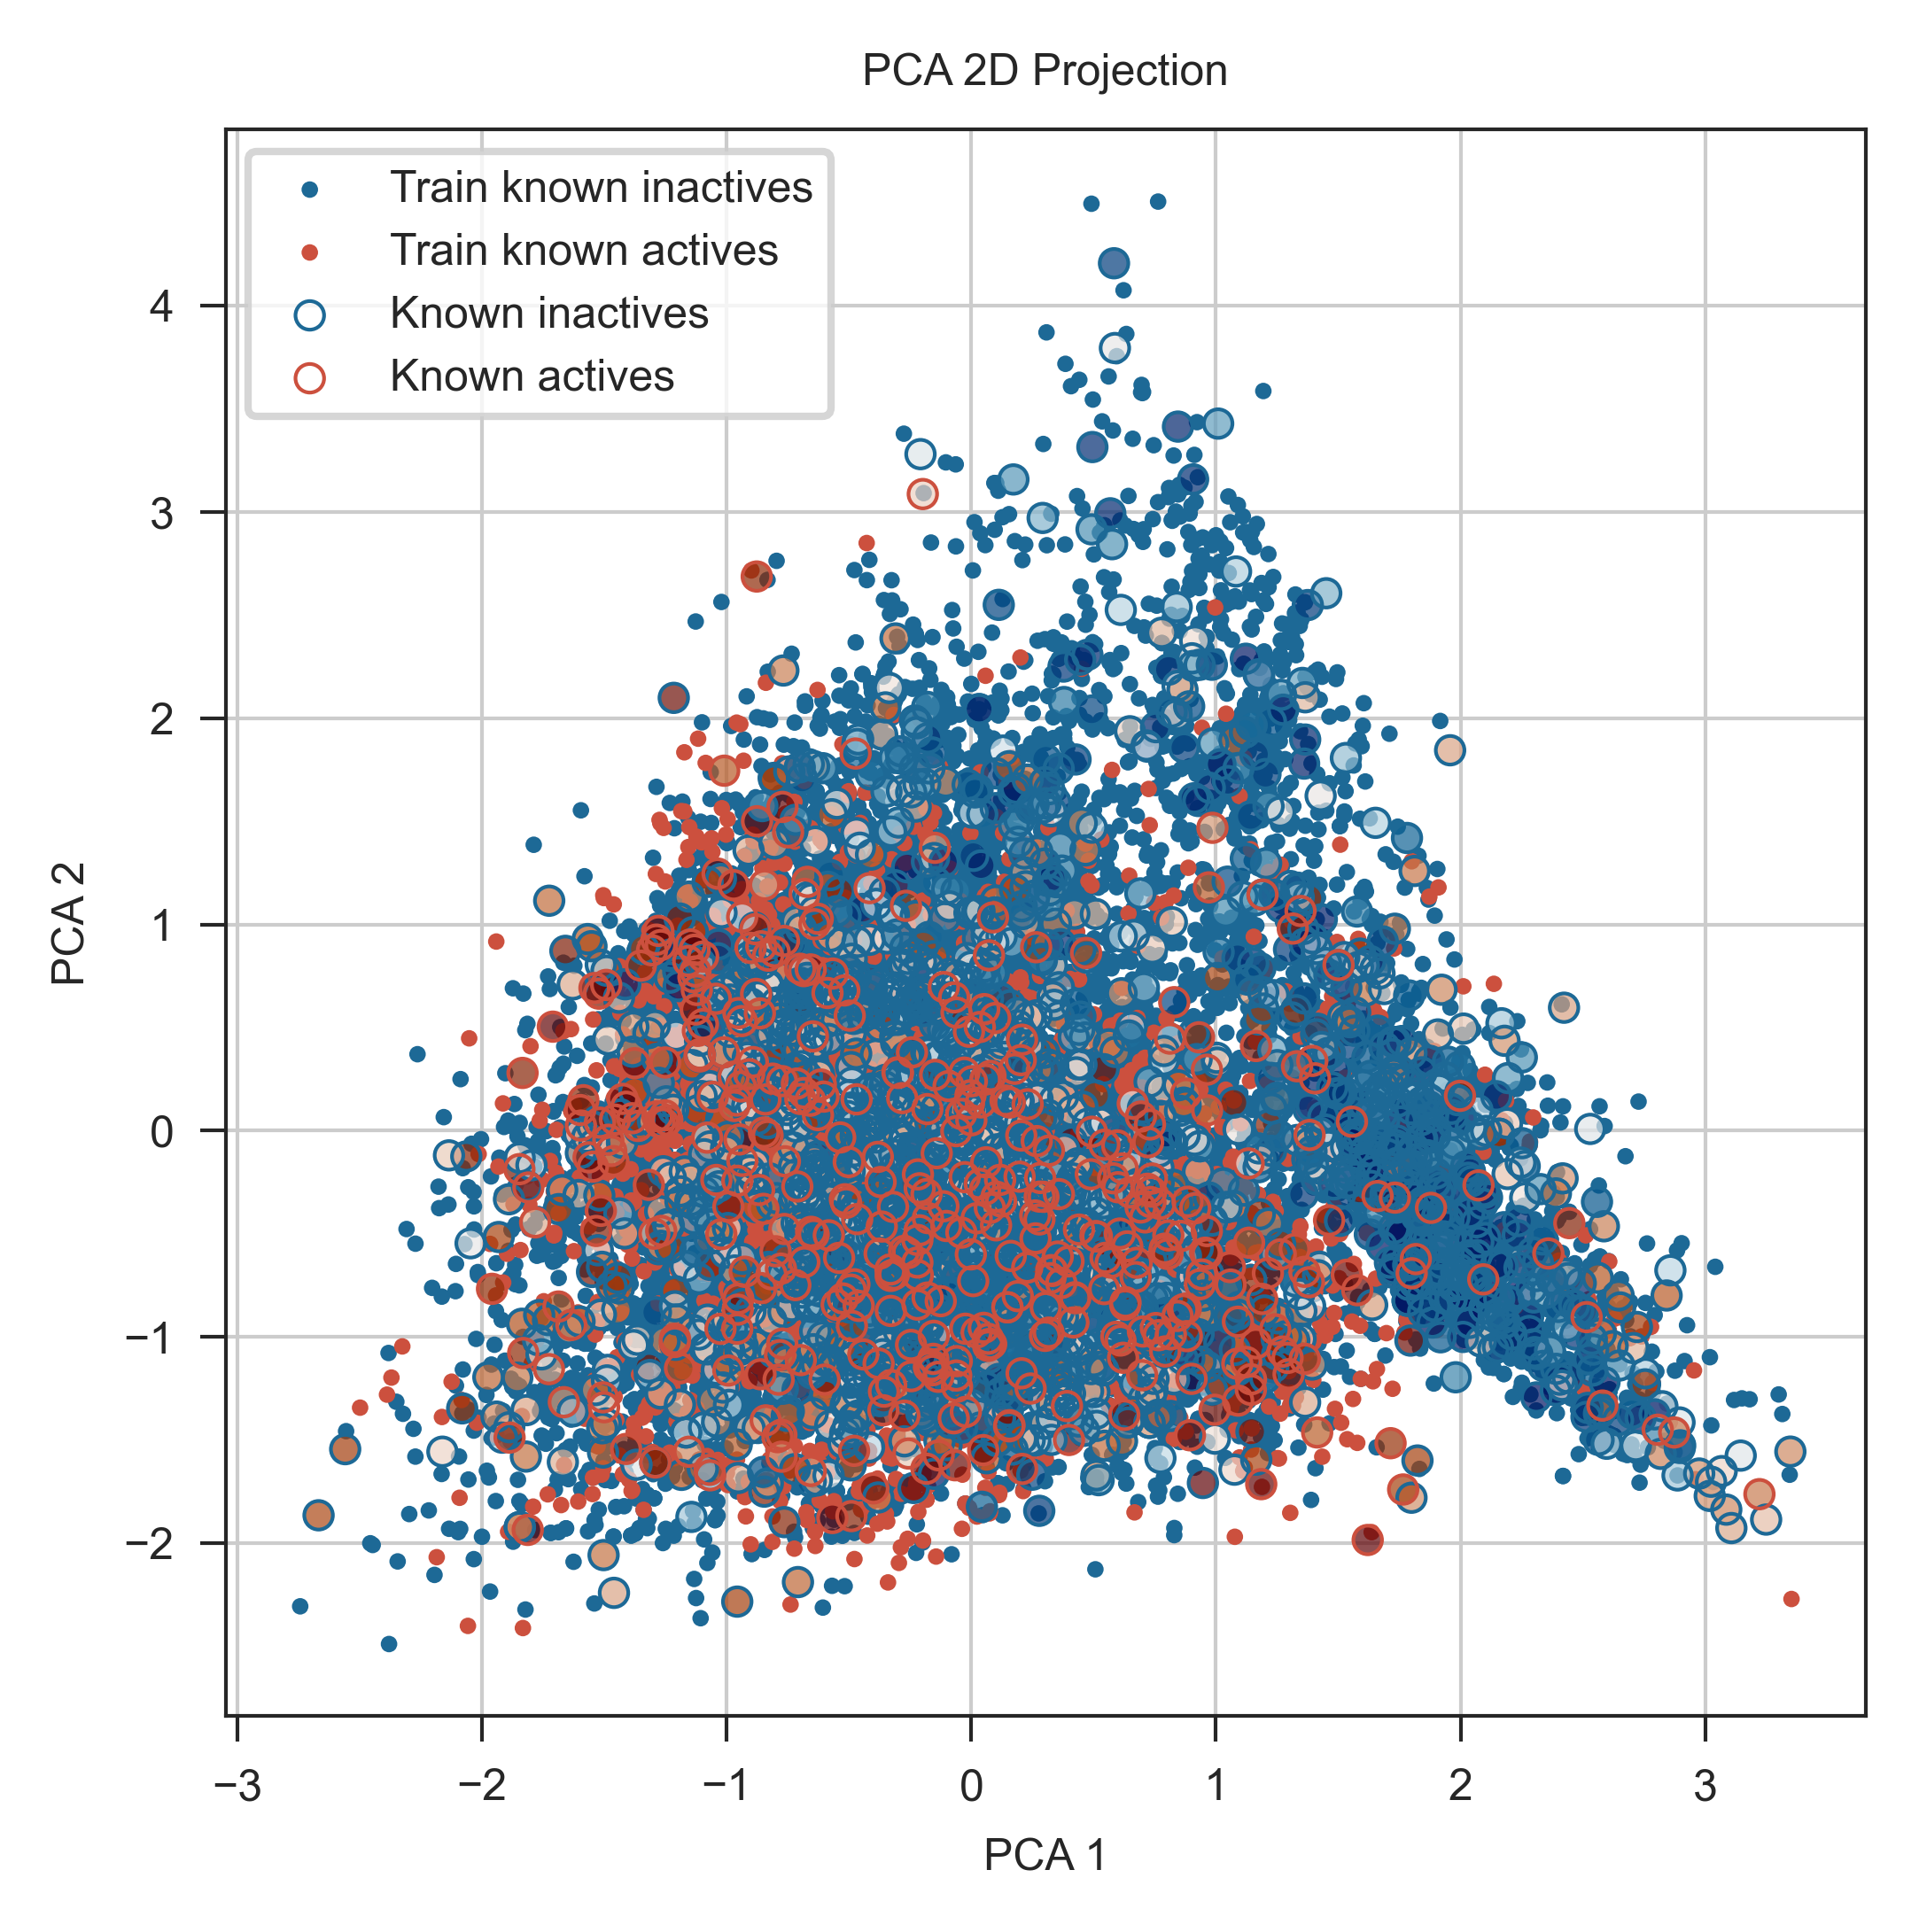 PCA 2D Projection
Train known inactives
Train known actives
Known inactives
Known actives
4
3
2
1
0
−1
−2
PCA 2
−3 −2 −1 0 1 2 3
PCA 1